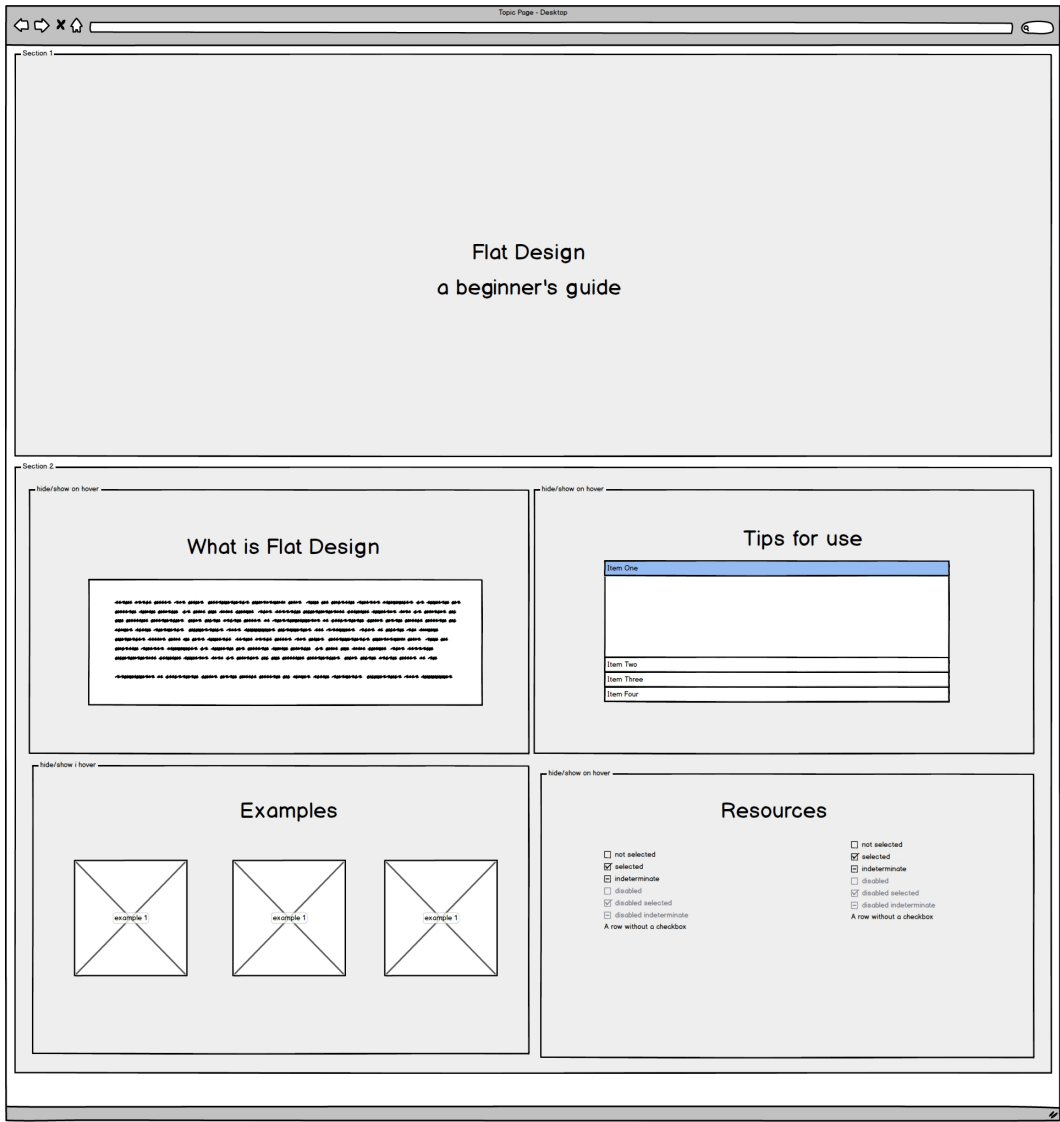 Topic Page - Desktop
Section 1
Flat Design
a beginner's guide
Section 2
hide/show on hover
What is Flat Design
hide/show on hover
Tips for use
Item One
Item Two
Item Three
Item Four
hide/show i hover
Examples
example 1
example 1
example 1
hide/show on hover
Resources
not selected
selected
indeterminate
disabled
disabled selected
disabled indeterminate
A row without a checkbox
not selected
selected
indeterminate
disabled
disabled selected
disabled indeterminate
A row without a checkbox